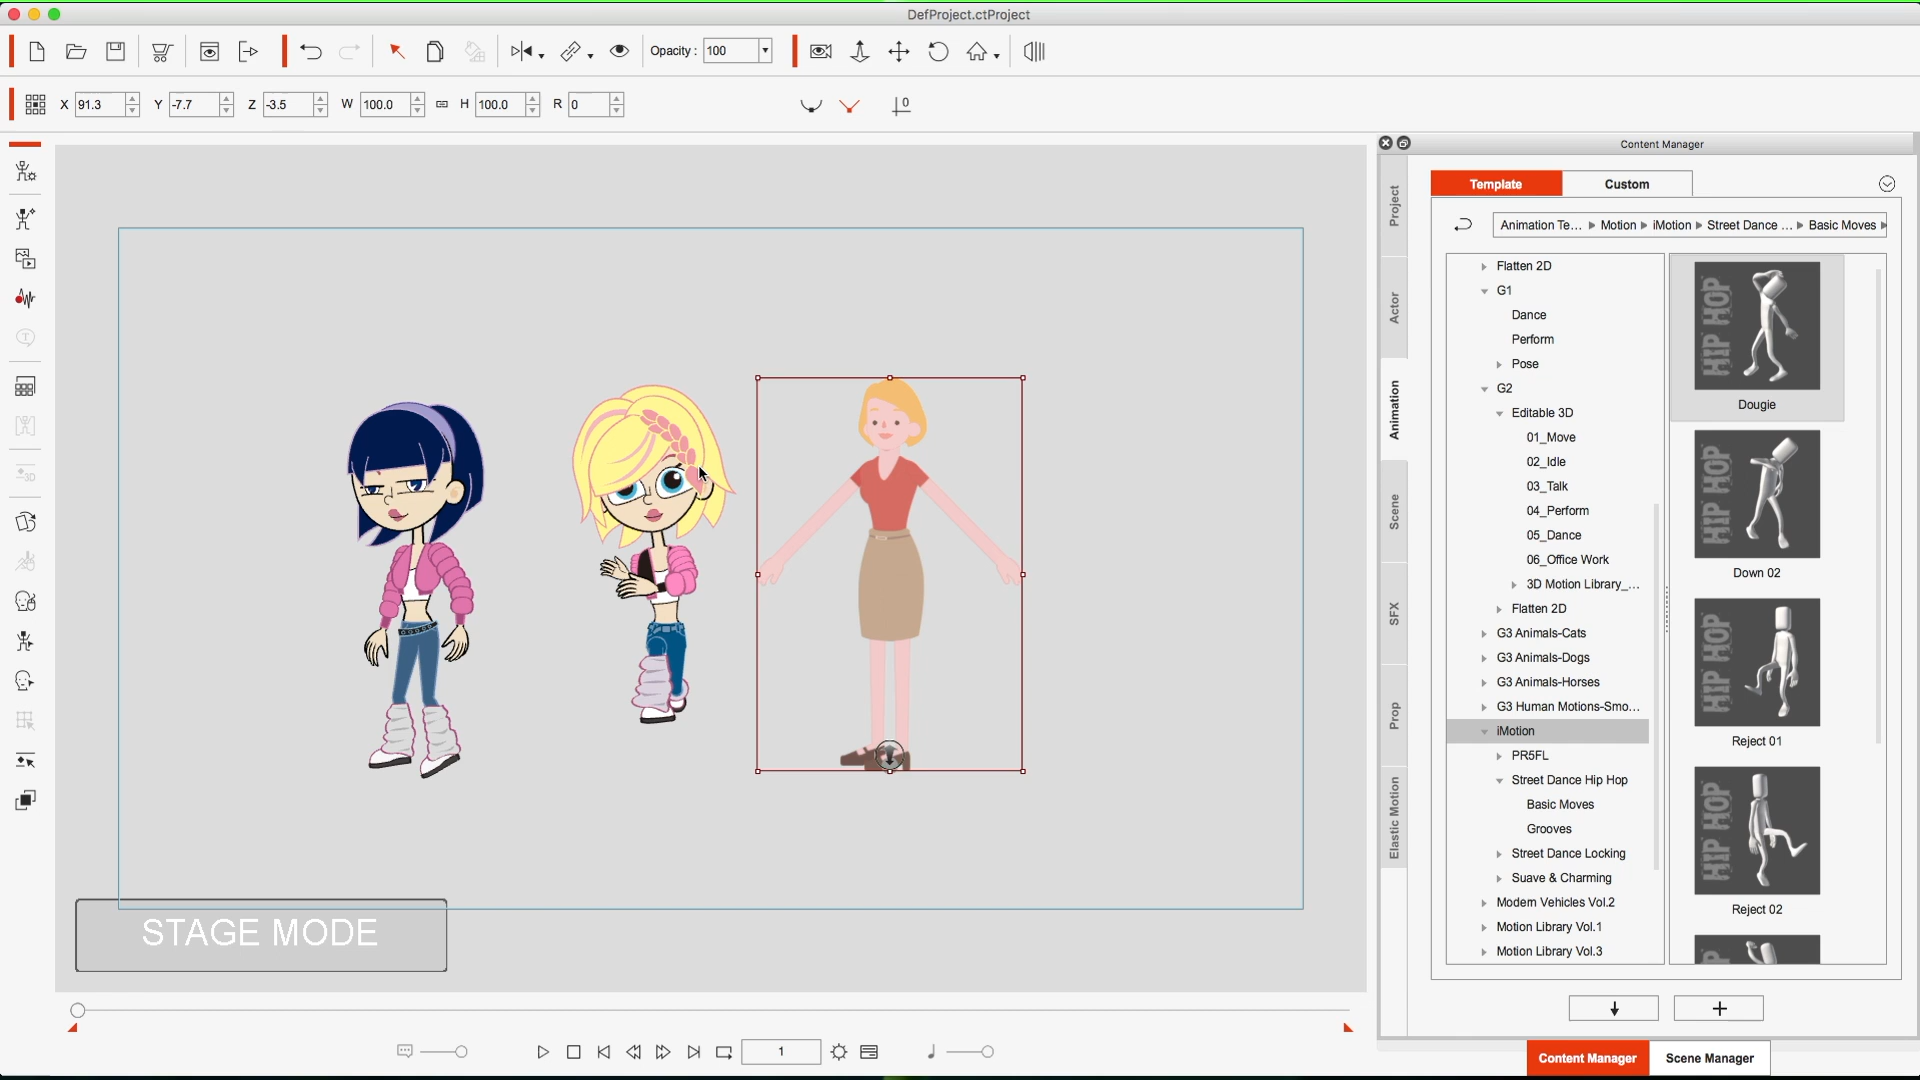 DefProject.ctProject
Opacity : 100
X 91.3 Y -7.7 Z -3.5 W 100.0 H 100.0 R 0
0
Content Manager
Template Custom
Animation Te... Motion iMotion Street Dance ... Basic Moves
Project
Actor
Animation
Scene
SFX
Prop
Elastic Motion
Flatten 2D
G1
Dance
Perform
Pose
G2
Editable 3D
01_Move
02_Idle
03_Talk
04_Perform
05_Dance
06_Office Work
3D Motion Library_...
Flatten 2D
G3 Animals-Cats
G3 Animals-Dogs
G3 Animals-Horses
G3 Human Motions-Smo...
iMotion
PR5FL
Street Dance Hip Hop
Basic Moves
Grooves
Street Dance Locking
Suave & Charming
Modern Vehicles Vol.2
Motion Library Vol.1
Motion Library Vol.3
HIP HOP
Dougie
HIP HOP
Down 02
HIP HOP
Reject 01
HIP HOP
Reject 02
STAGE MODE
1
Content Manager Scene Manager